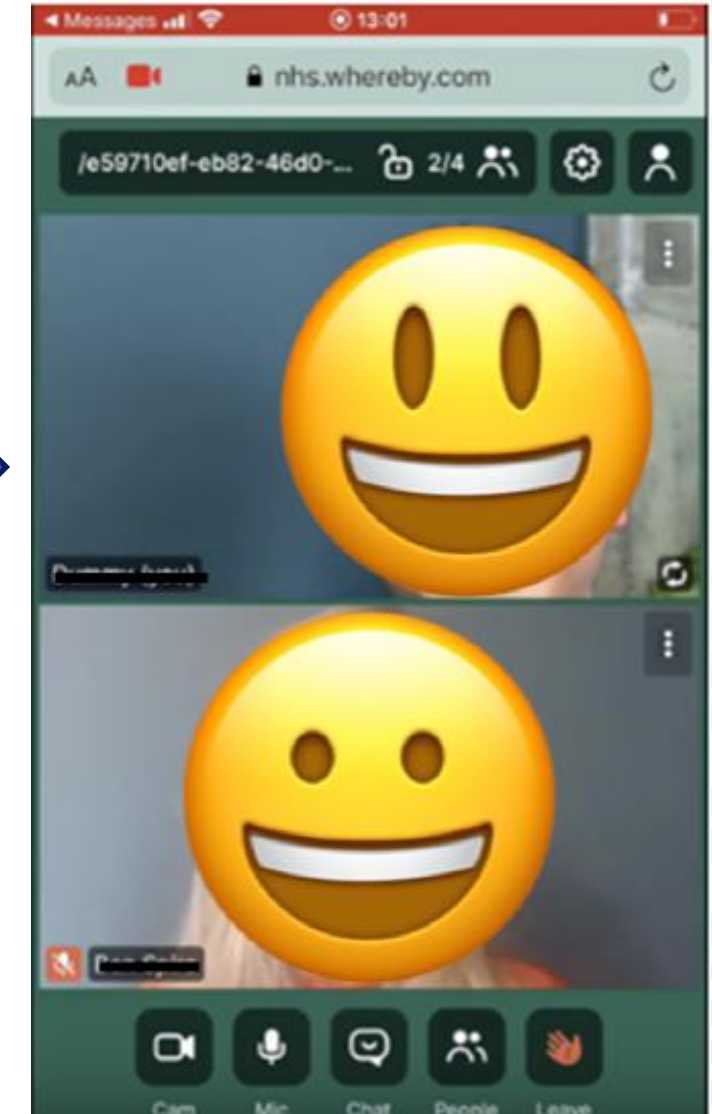 Messages 13:01
AA nhs.whereby.com
/e59710ef-eb82-46d0-... 2/4
Cam Mic Chat People Leave